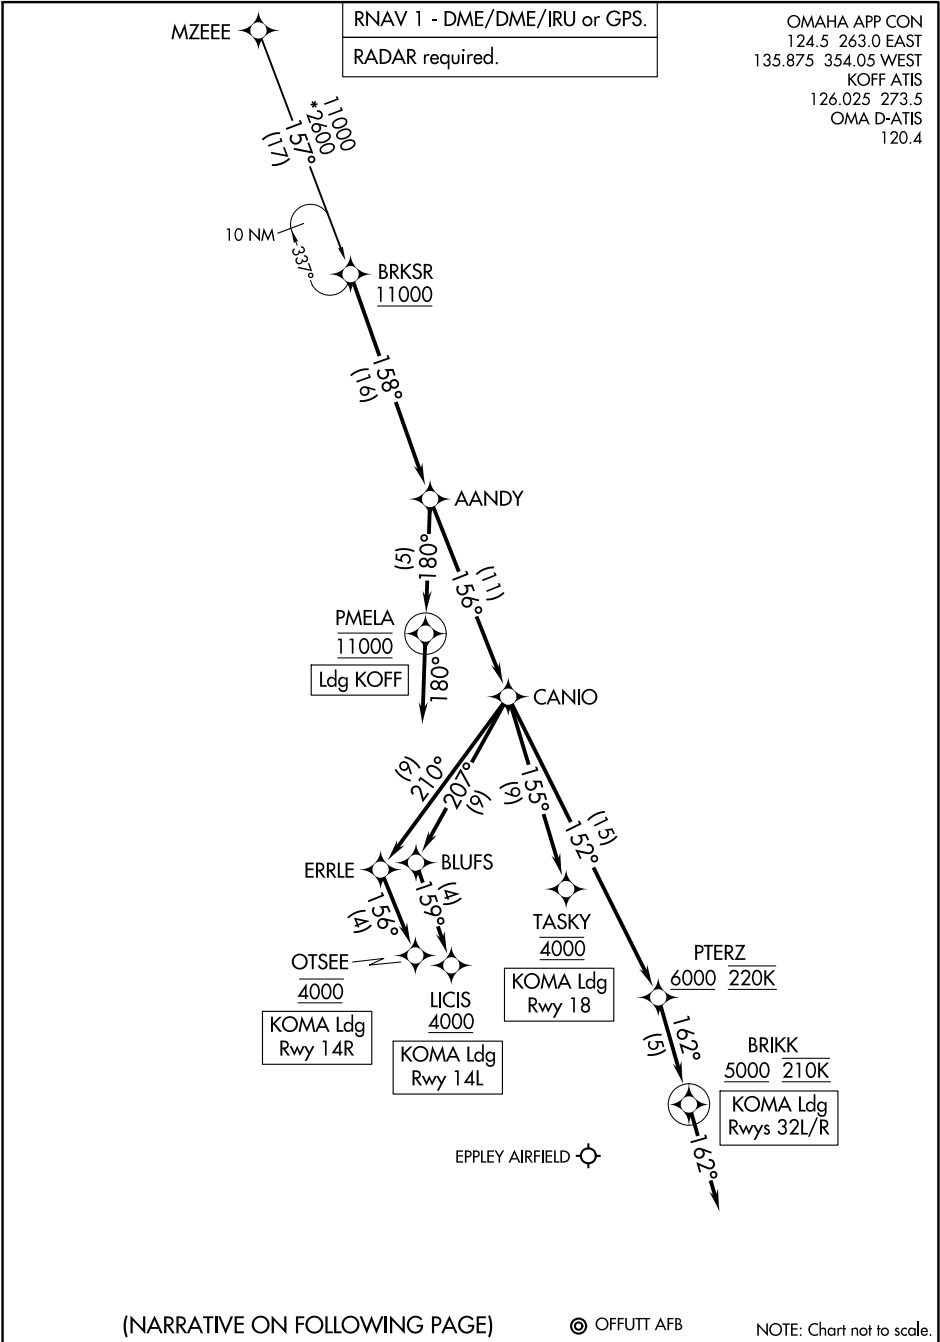 RNAV 1 - DME/DME/IRU or GPS.
RADAR required.
OMAHA APP CON
124.5 263.0 EAST
135.875 354.05 WEST
KOFF ATIS
126.025 273.5
OMA D-ATIS
120.4
MZEEE
11000
*2600
157°
(17)
10 NM
337°
BRKSR
11000
158°
(16)
AANDY
(5)
180°
(11)
156°
PMELA
11000
Ldg KOFF
180°
CANIO
(9)
210°
207°
(9)
155°
(9)
(15)
152°
ERRLE
BLUFS
156°
(4)
(4)
159°
OTSEE
4000
KOMA Ldg
Rwy 14R
LICIS
4000
KOMA Ldg
Rwy 14L
TASKY
4000
KOMA Ldg
Rwy 18
PTERZ
6000 220K
162°
(5)
BRIKK
5000 210K
KOMA Ldg
Rwys 32L/R
162°
EPPLEY AIRFIELD
(NARRATIVE ON FOLLOWING PAGE)
OFFUTT AFB
NOTE: Chart not to scale.